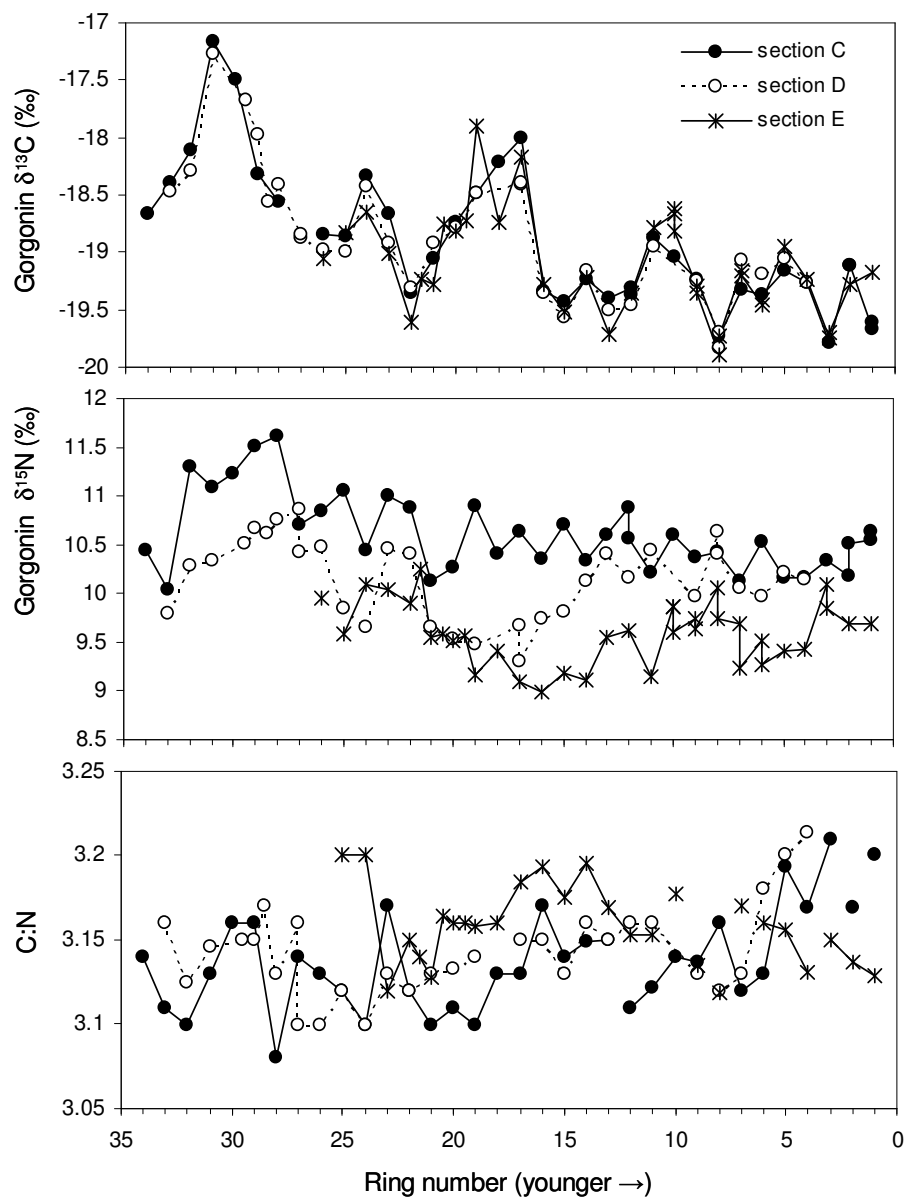 Gorgonin δ¹³C (‰)
-17
-17.5
-18
-18.5
-19
-19.5
-20
section C
section D
section E
Gorgonin δ¹⁵N (‰)
12
11.5
11
10.5
10
9.5
9
8.5
C:N
3.25
3.2
3.15
3.1
3.05
35 30 25 20 15 10 5 0
Ring number (younger →)